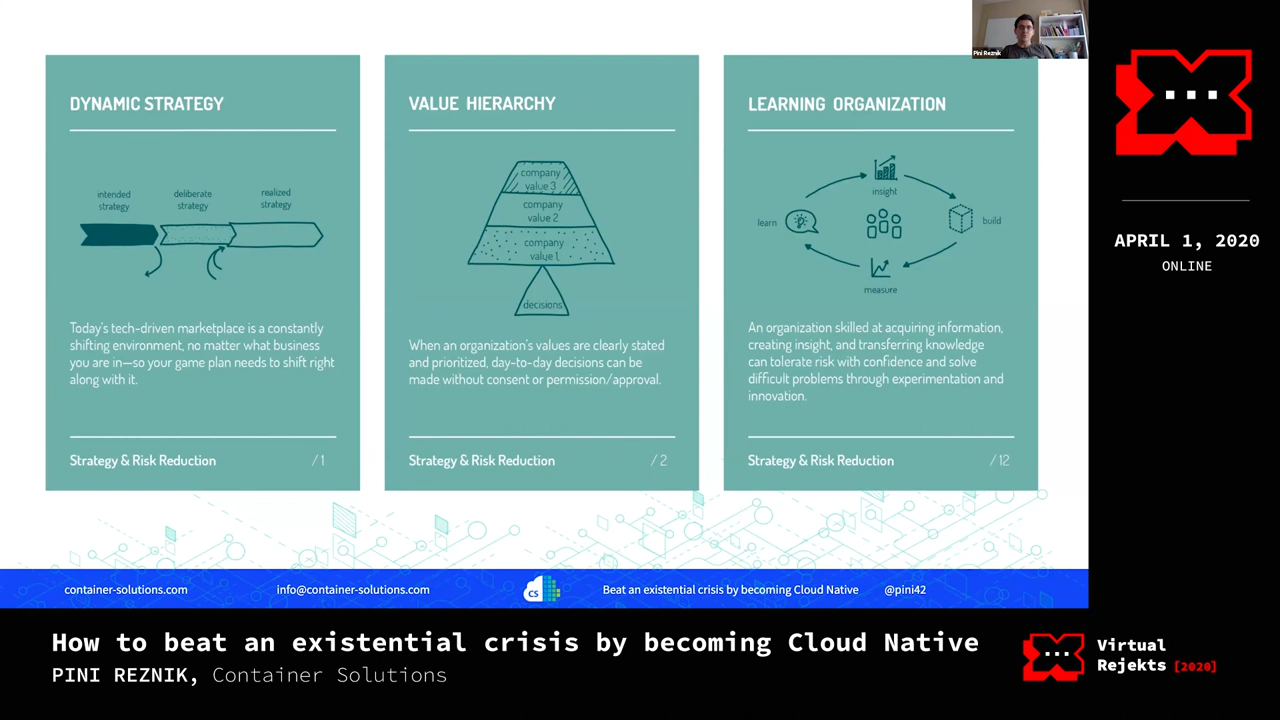 Pini Reznik
DYNAMIC STRATEGY
intended
strategy
deliberate
strategy
realized
strategy
Today's tech-driven marketplace is a constantly
shifting environment, no matter what business
you are in—so your game plan needs to shift right
along with it.
Strategy & Risk Reduction
/ 1
VALUE HIERARCHY
company
value 3
company
value 2
company
value 1
decisions
When an organization's values are clearly stated
and prioritized, day-to-day decisions can be
made without consent or permission/approval.
Strategy & Risk Reduction
/ 2
LEARNING ORGANIZATION
insight
learn
build
measure
An organization skilled at acquiring information,
creating insight, and transferring knowledge
can tolerate risk with confidence and solve
difficult problems through experimentation and
innovation.
Strategy & Risk Reduction
/ 12
APRIL 1, 2020
ONLINE
container-solutions.com
info@container-solutions.com
CS
Beat an existential crisis by becoming Cloud Native
@pini42
How to beat an existential crisis by becoming Cloud Native
PINI REZNIK, Container Solutions
Virtual
Rejekts [2020]